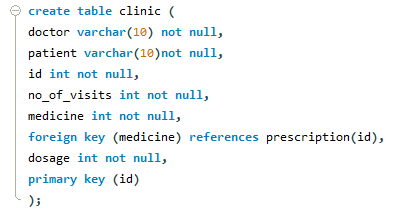 create table clinic (
doctor varchar(10) not null,
patient varchar(10)not null,
id int not null,
no_of_visits int not null,
medicine int not null,
foreign key (medicine) references prescription(id),
dosage int not null,
primary key (id)
);